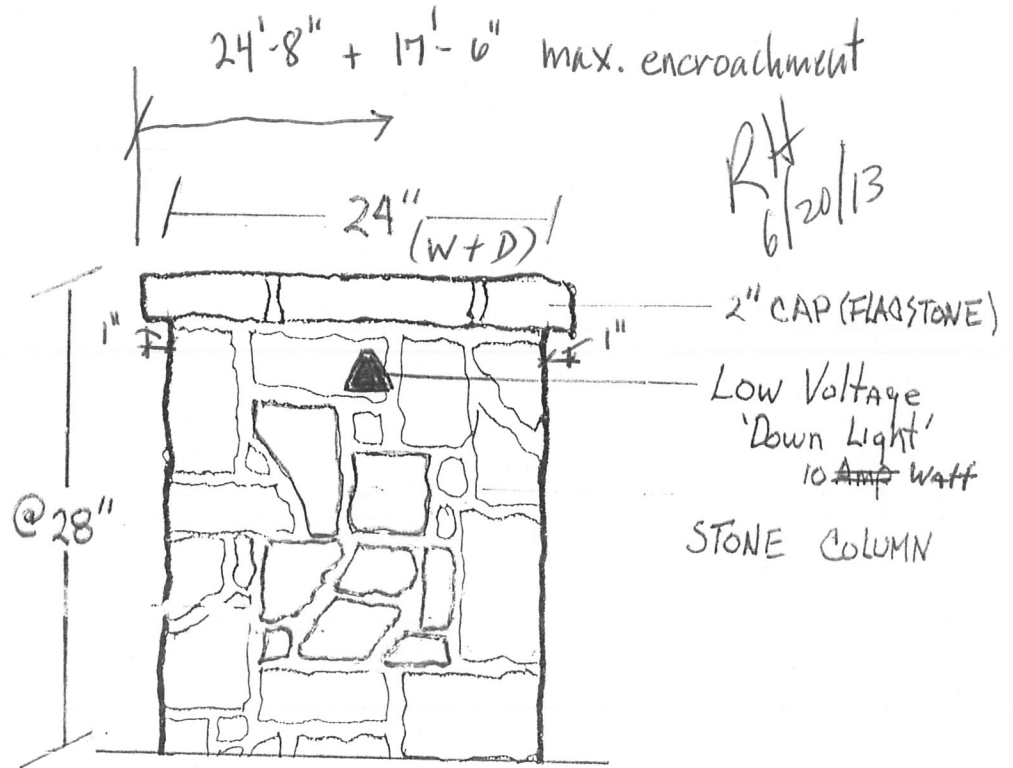 24'-8" + 17'-6" max. encroachment
RH
6/20/13
24"
(W + D)
1"
1"
2" CAP (FLAGSTONE)
Low Voltage
'Down Light'
10 Amp Watt
@ 28"
STONE COLUMN